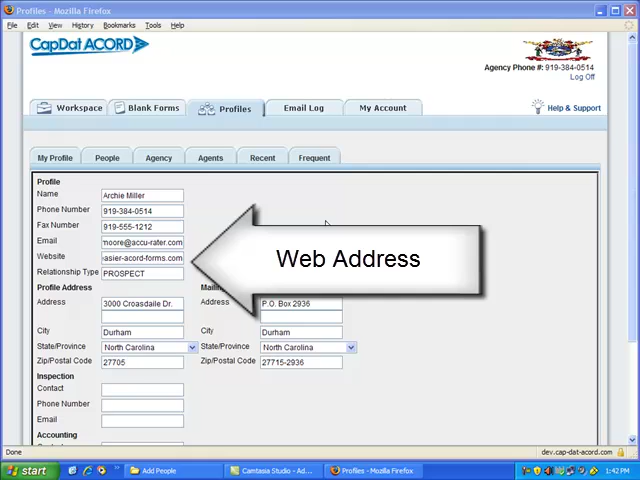 Profiles - Mozilla Firefox
File Edit View History Bookmarks Tools Help
CapDat ACORD
Agency Phone #: 919-384-0514
Log Off
Workspace Blank Forms Profiles Email Log My Account Help & Support
My Profile People Agency Agents Recent Frequent
Profile
Name Archie Miller
Phone Number 919-384-0514
Fax Number 919-555-1212
Email moore@accu-rater.com
Website asier-acord-forms.com
Web Address
Relationship Type PROSPECT
Profile Address Mailin
Address 3000 Croasdaile Dr. Address P.O. Box 2936
City Durham City Durham
State/Province North Carolina State/Province North Carolina
Zip/Postal Code 27705 Zip/Postal Code 27715-2936
Inspection
Contact
Phone Number
Email
Accounting
Done dev.cap-dat-acord.com
start Add People Camtasia Studio - Ad... Profiles - Mozilla Firef... 1:42 PM